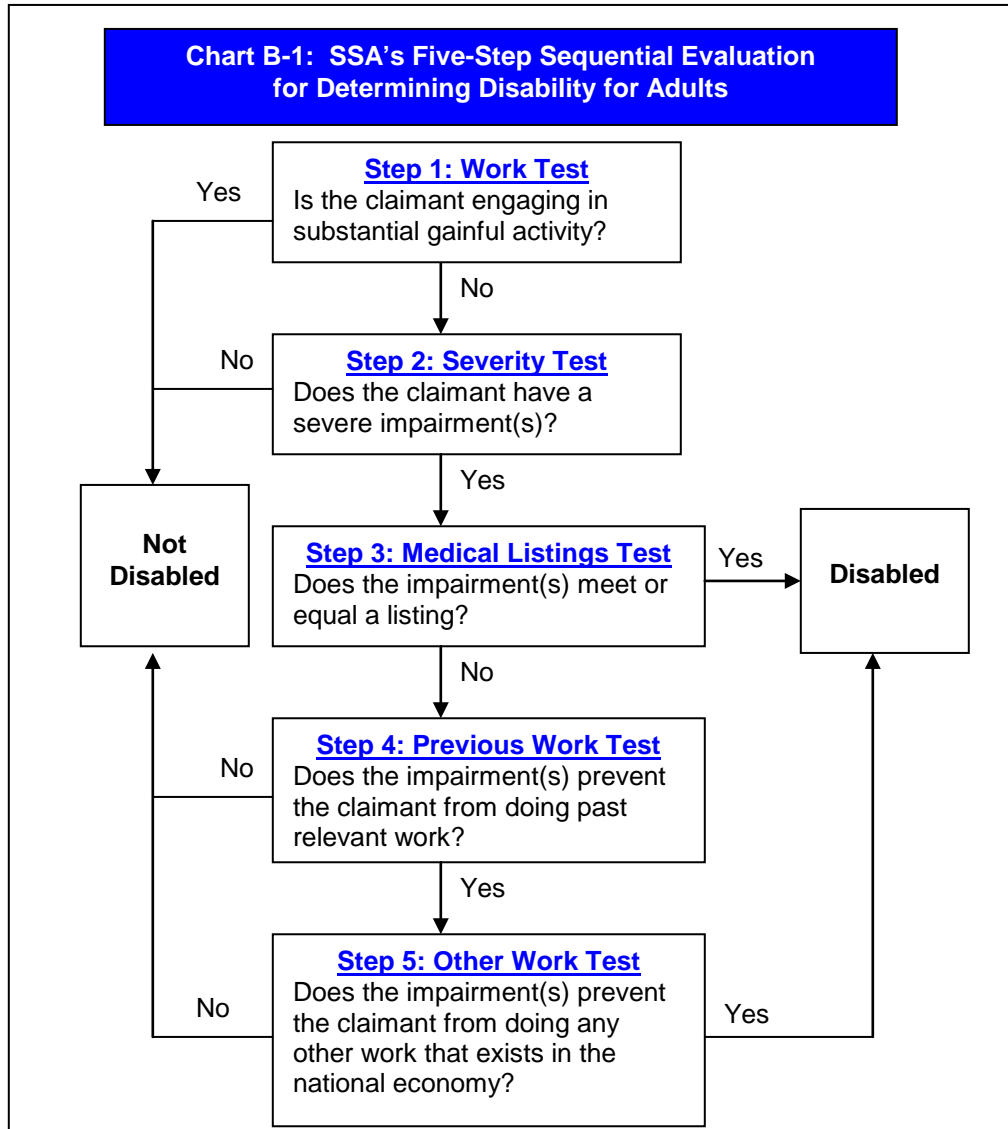 Chart B-1: SSA's Five-Step Sequential Evaluation
for Determining Disability for Adults
Step 1: Work Test
Is the claimant engaging in
substantial gainful activity?
Yes
No
Step 2: Severity Test
Does the claimant have a
severe impairment(s)?
No
Yes
Not
Disabled
Step 3: Medical Listings Test
Does the impairment(s) meet or
equal a listing?
Yes
Disabled
No
Step 4: Previous Work Test
Does the impairment(s) prevent
the claimant from doing past
relevant work?
No
Yes
Step 5: Other Work Test
Does the impairment(s) prevent
the claimant from doing any
other work that exists in the
national economy?
No
Yes